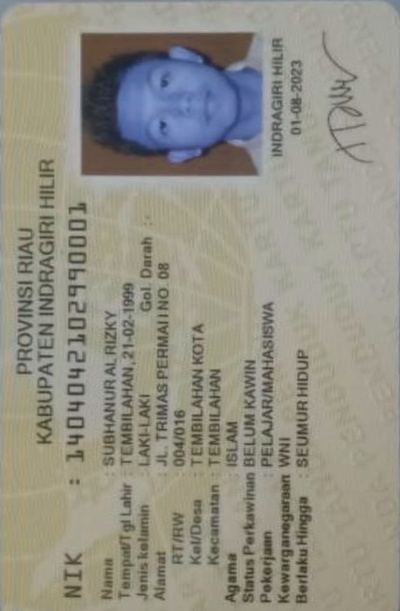 PROVINSI RIAU
KABUPATEN INDRAGIRI HILIR
NIK : 1404042102990001
Nama : SUBHANUR AL RIZKY
Tempat/Tgl Lahir : TEMBILAHAN, 21-02-1999
Jenis kelamin : LAKI-LAKI Gol. Darah : -
Alamat : JL. TRIMAS PERMAI I NO. 08
RT/RW : 004/016
Kel/Desa : TEMBILAHAN KOTA
Kecamatan : TEMBILAHAN
Agama : ISLAM
Status Perkawinan : BELUM KAWIN
Pekerjaan : PELAJAR/MAHASISWA
Kewarganegaraan : WNI
Berlaku Hingga : SEUMUR HIDUP
INDRAGIRI HILIR
01-08-2023